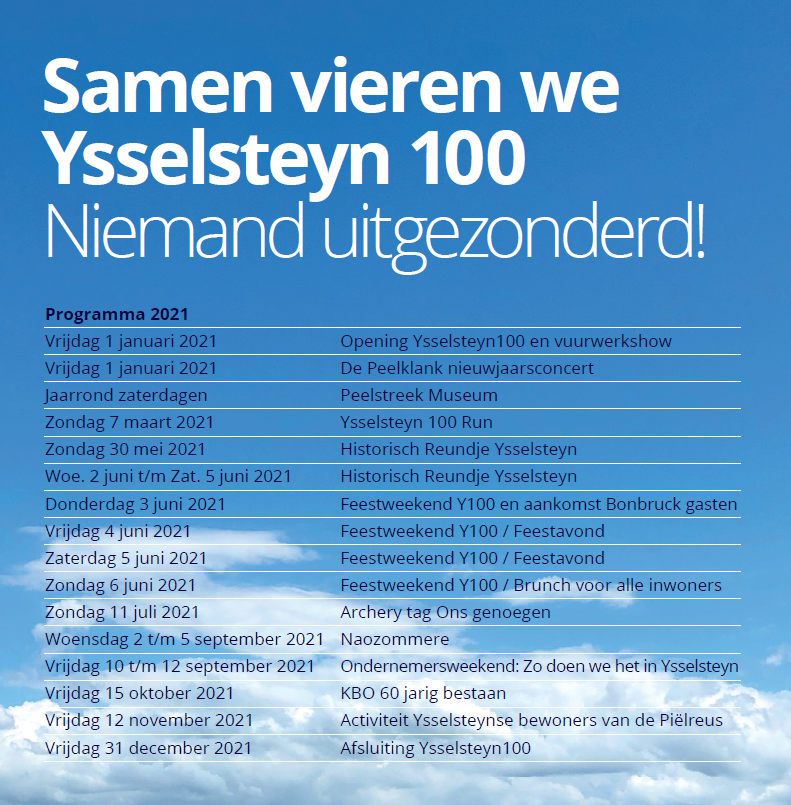 Samen vieren we
Ysselsteyn 100
Niemand uitgezonderd!
Programma 2021
Vrijdag 1 januari 2021 Opening Ysselsteyn100 en vuurwerkshow
Vrijdag 1 januari 2021 De Peelklank nieuwjaarsconcert
Jaarrond zaterdagen Peelstreek Museum
Zondag 7 maart 2021 Ysselsteyn 100 Run
Zondag 30 mei 2021 Historisch Reundje Ysselsteyn
Woe. 2 juni t/m Zat. 5 juni 2021 Historisch Reundje Ysselsteyn
Donderdag 3 juni 2021 Feestweekend Y100 en aankomst Bonbruck gasten
Vrijdag 4 juni 2021 Feestweekend Y100 / Feestavond
Zaterdag 5 juni 2021 Feestweekend Y100 / Feestavond
Zondag 6 juni 2021 Feestweekend Y100 / Brunch voor alle inwoners
Zondag 11 juli 2021 Archery tag Ons genoegen
Woensdag 2 t/m 5 september 2021 Naozommere
Vrijdag 10 t/m 12 september 2021 Ondernemersweekend: Zo doen we het in Ysselsteyn
Vrijdag 15 oktober 2021 KBO 60 jarig bestaan
Vrijdag 12 november 2021 Activiteit Ysselsteynse bewoners van de Piëlreus
Vrijdag 31 december 2021 Afsluiting Ysselsteyn100